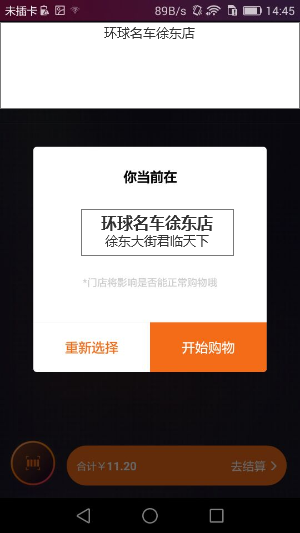 未插卡 89B/s 14:45
环球名车徐东店
你当前在
环球名车徐东店
徐东大街君临天下
*门店将影响是否能正常购物哦
重新选择 开始购物
合计￥11.20 去结算